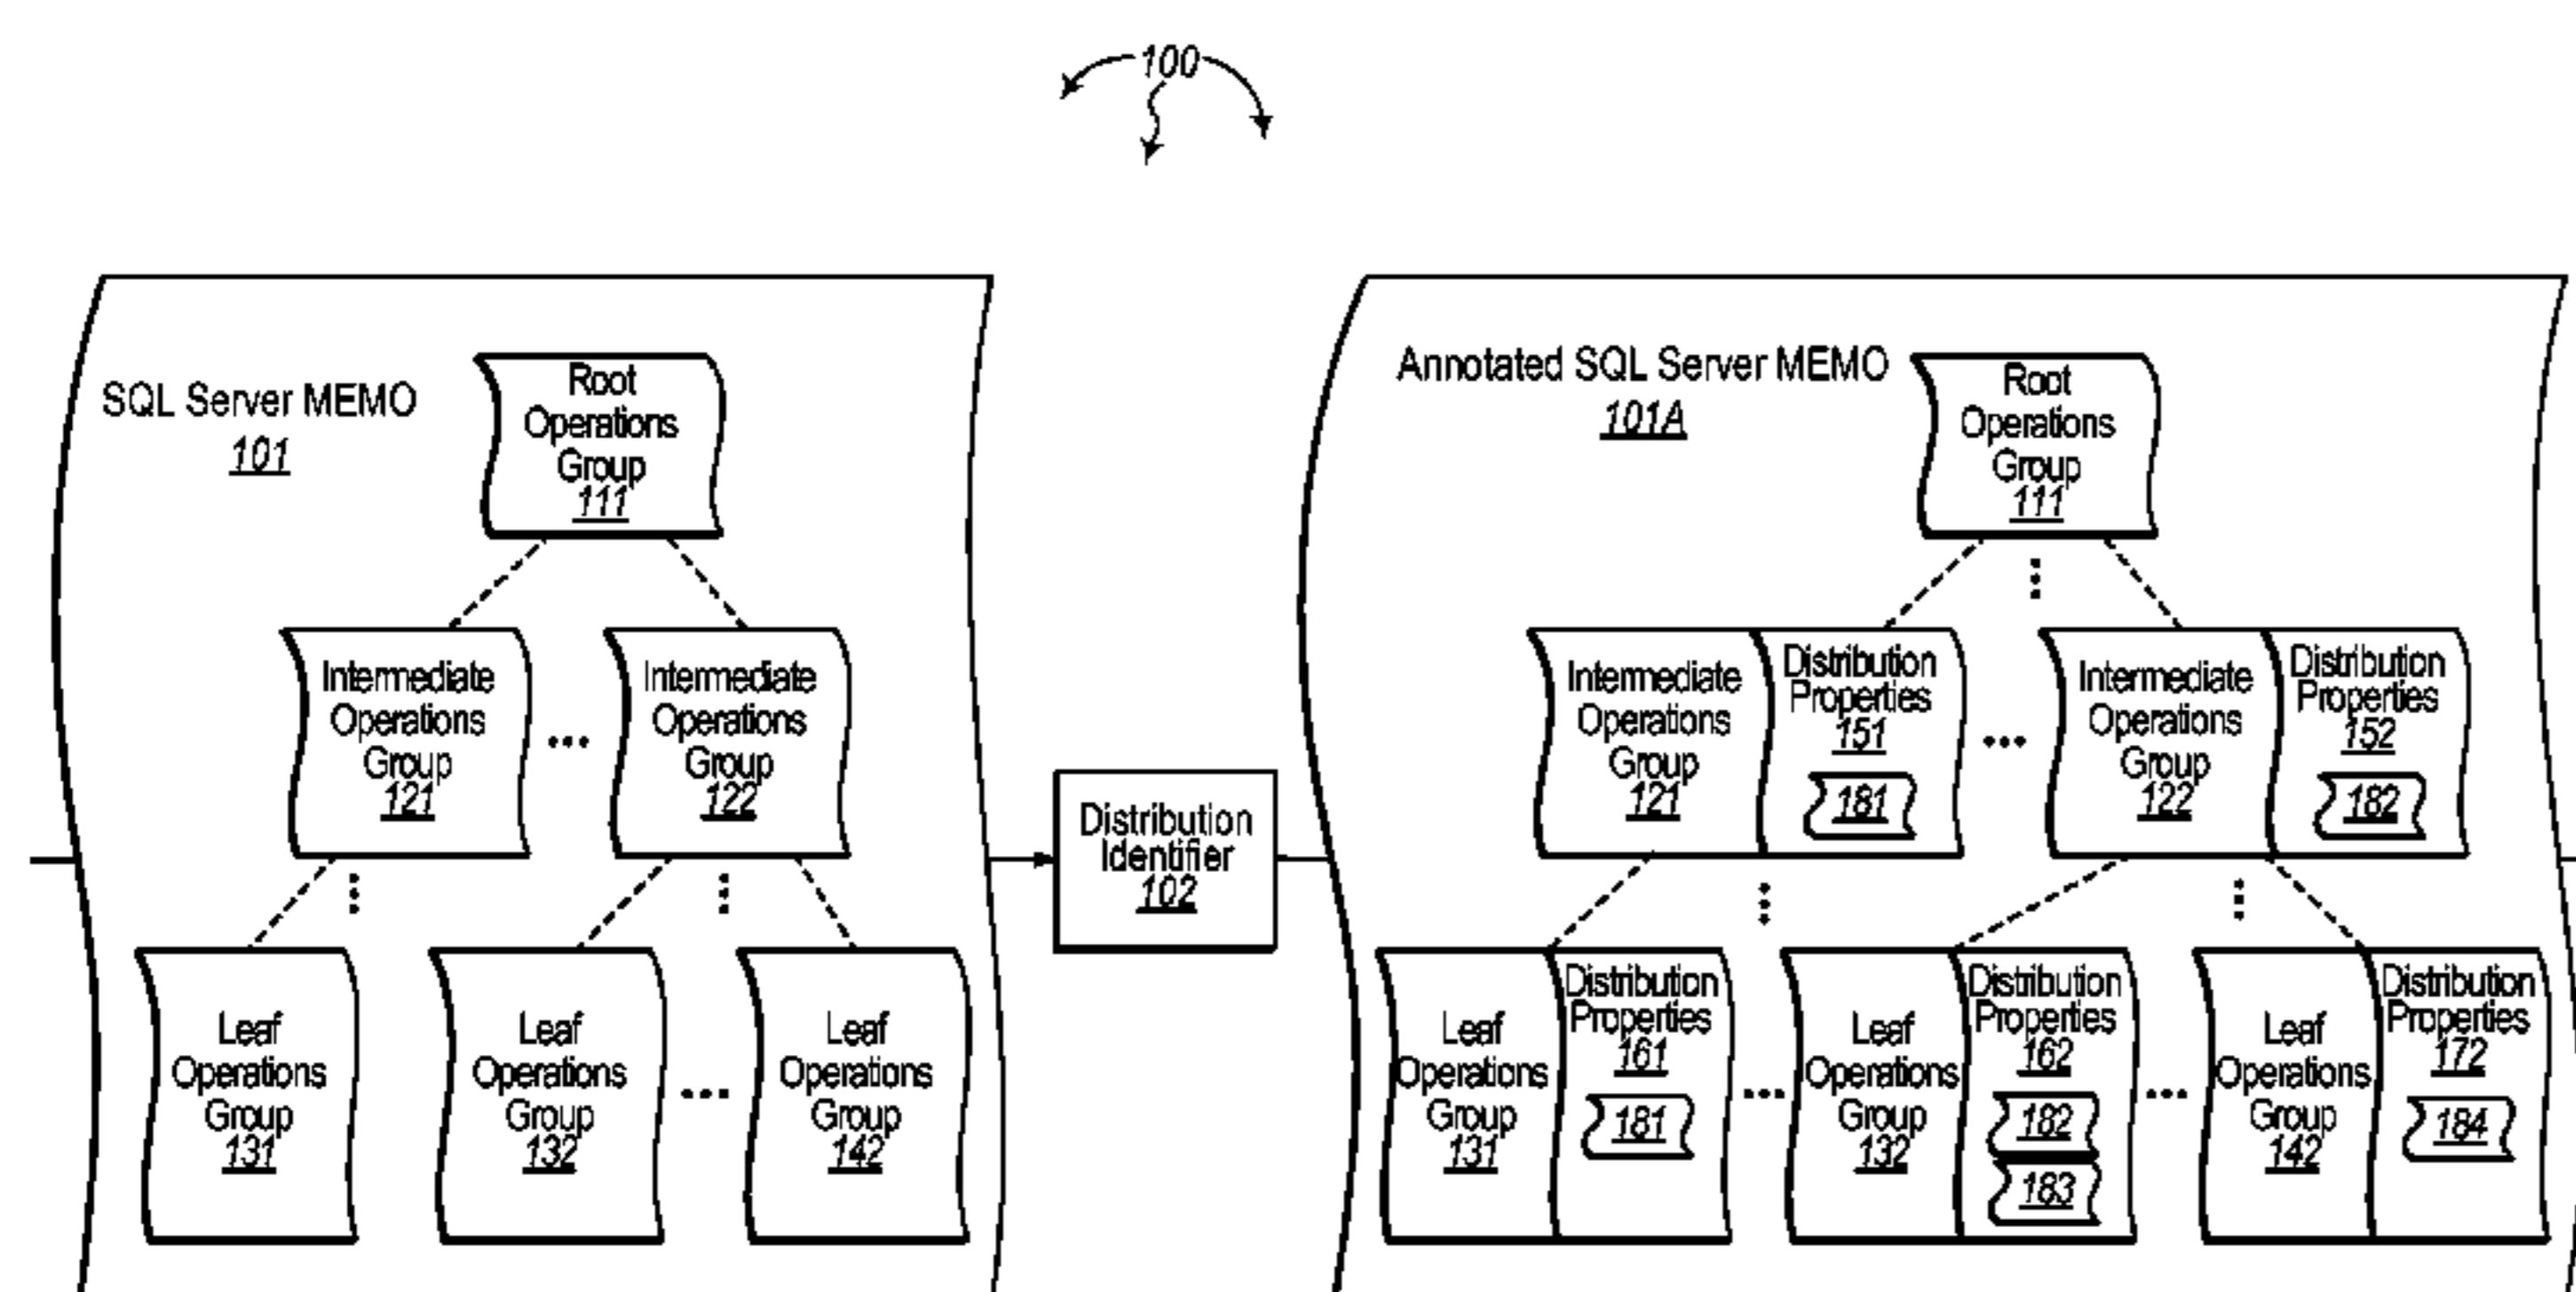 100
SQL Server MEMO
101
Root
Operations
Group
111
Intermediate
Operations
Group
121
...
Intermediate
Operations
Group
122
Leaf
Operations
Group
131
Leaf
Operations
Group
132
...
Leaf
Operations
Group
142
Distribution
Identifier
102
Annotated SQL Server MEMO
101A
Root
Operations
Group
111
Intermediate
Operations
Group
121
Distribution
Properties
151
181
...
Intermediate
Operations
Group
122
Distribution
Properties
152
182
Leaf
Operations
Group
131
Distribution
Properties
161
181
...
Leaf
Operations
Group
132
Distribution
Properties
162
182
183
...
Leaf
Operations
Group
142
Distribution
Properties
172
184